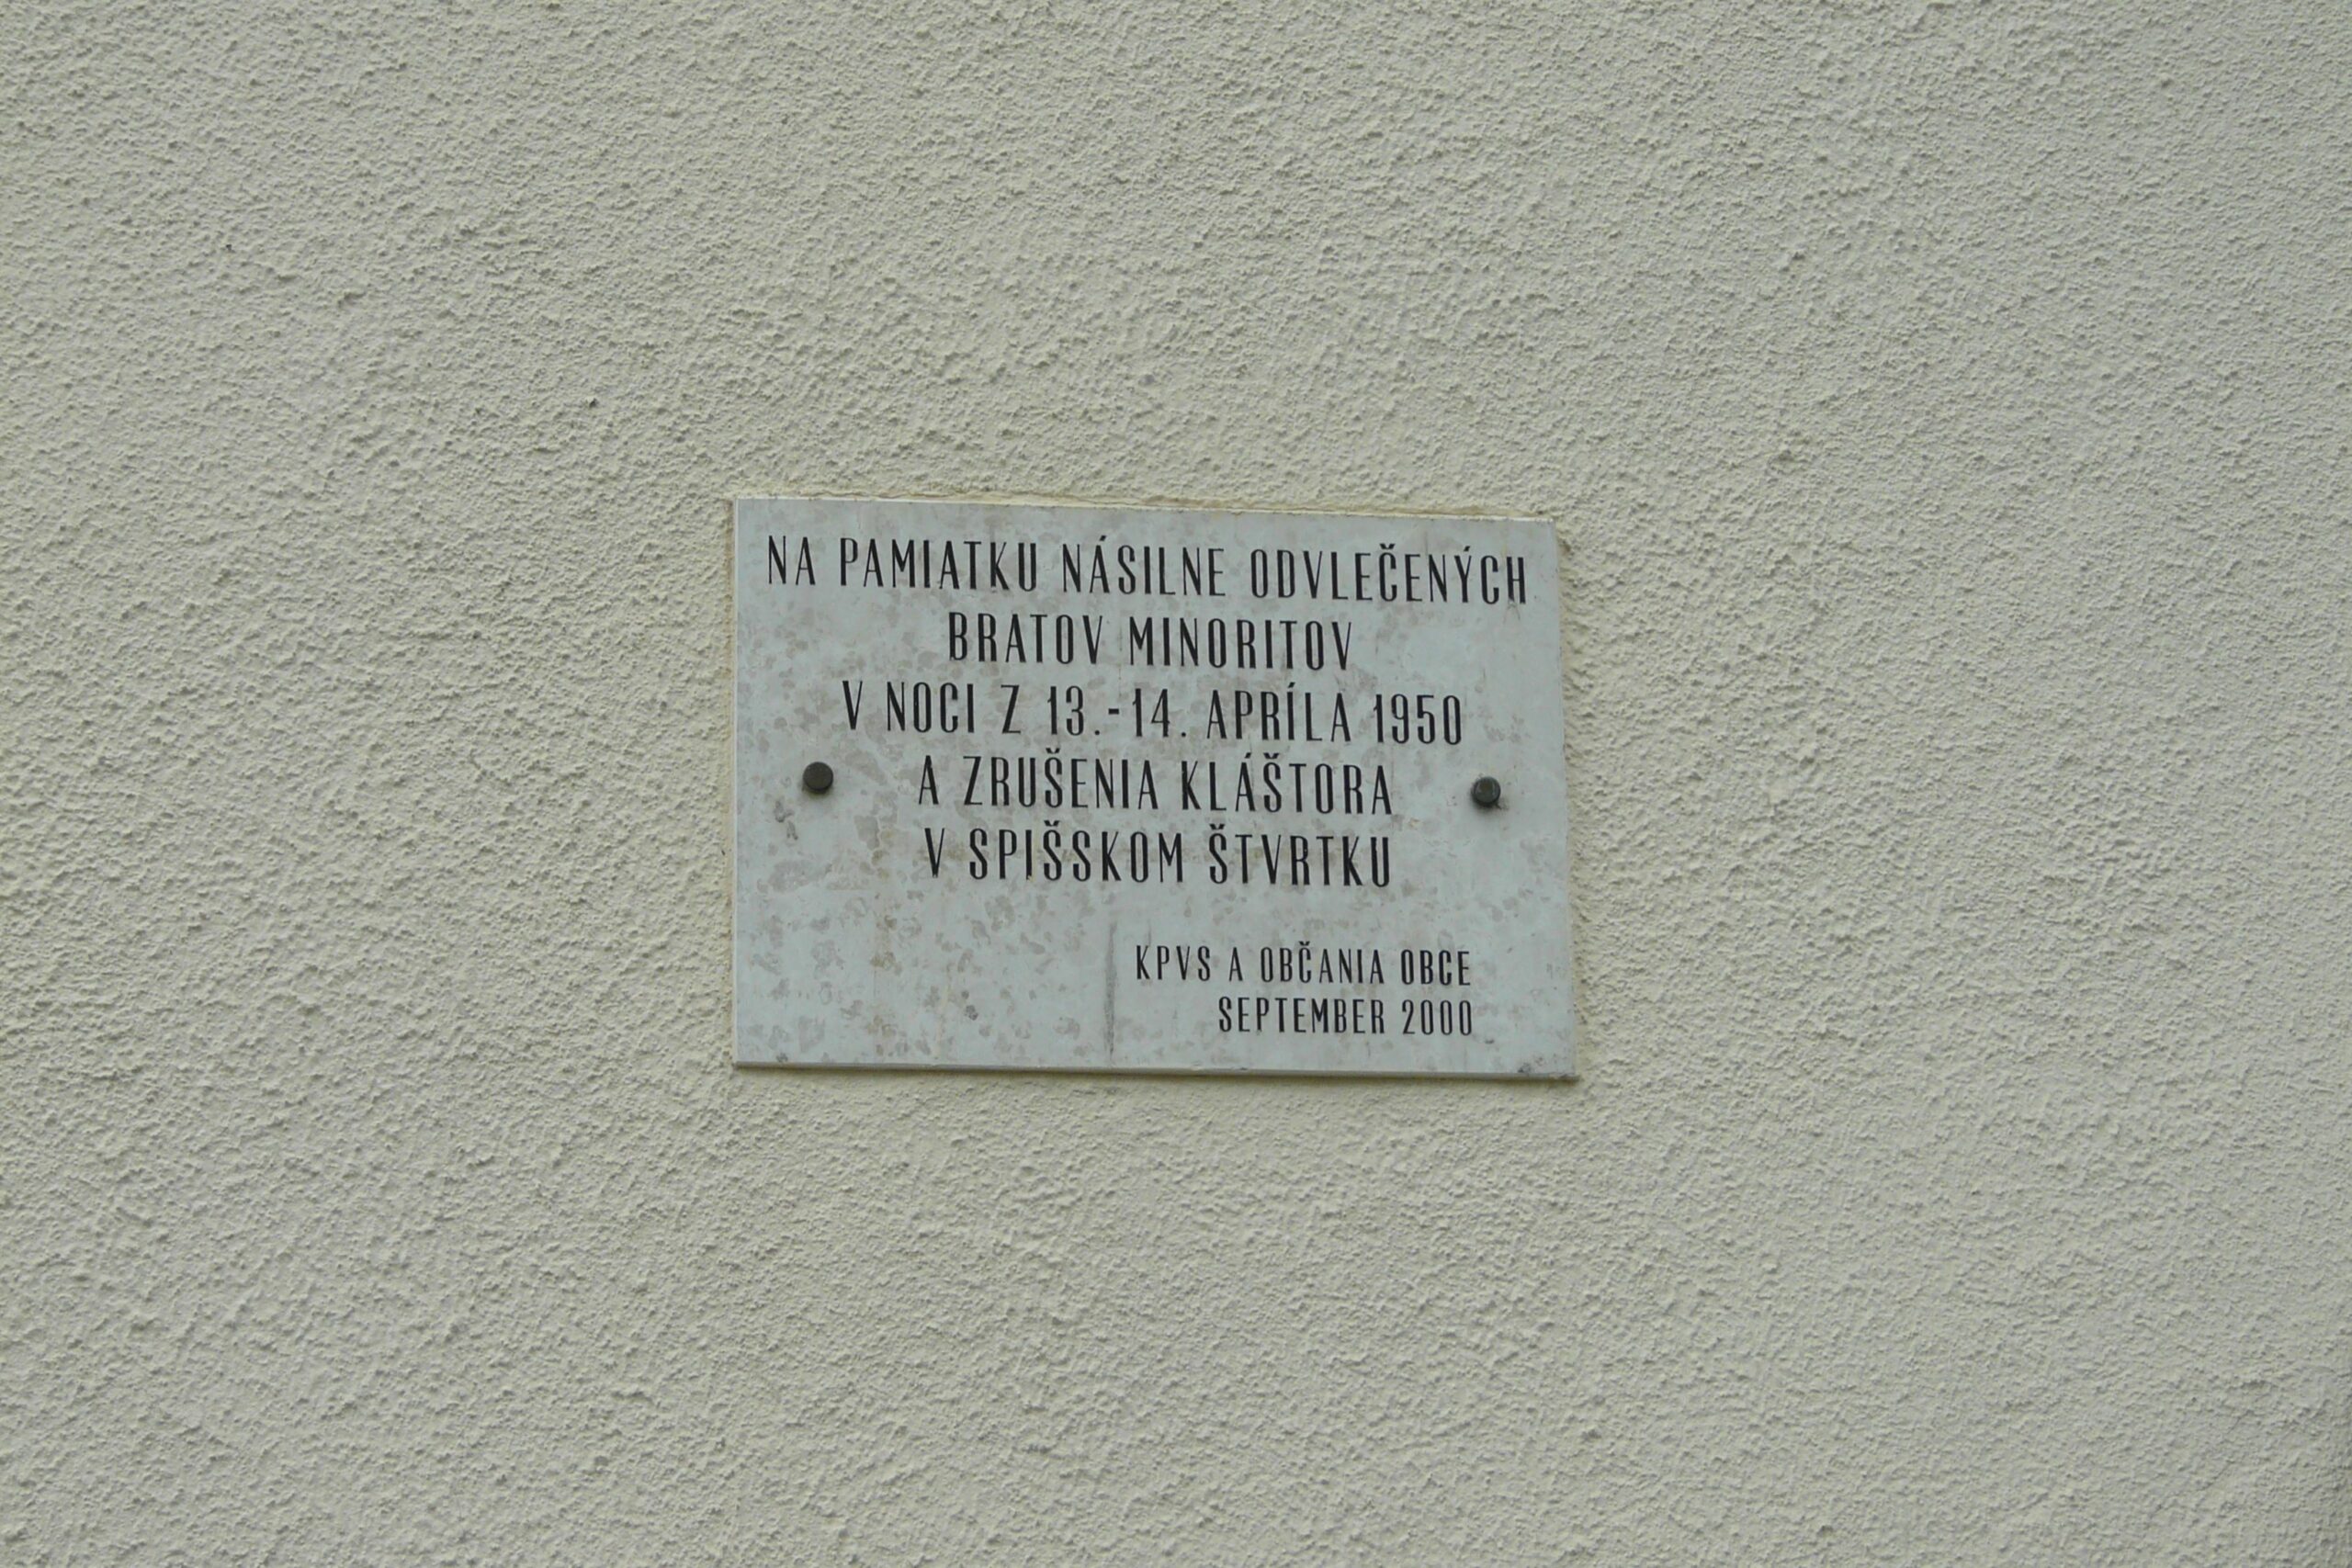 NA PAMIATKU NÁSILNE ODVLEČENÝCH
BRATOV MINORITOV
V NOCI Z 13.-14. APRÍLA 1950
A ZRUŠENIA KLÁŠTORA
V SPIŠSKOM ŠTVRTKU
KPVS A OBČANIA OBCE
SEPTEMBER 2000